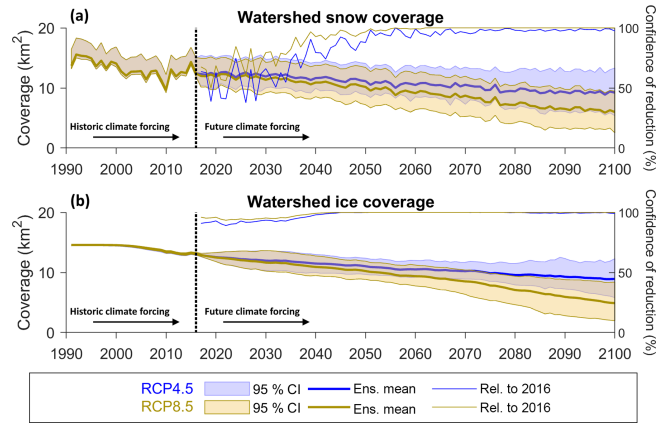 (a) Watershed snow coverage
20 100
Coverage (km²) Confidence of reduction (%)
10 50
Historic climate forcing Future climate forcing
0 0
1990 2000 2010 2020 2030 2040 2050 2060 2070 2080 2090 2100
(b) Watershed ice coverage
20 100
Coverage (km²) Confidence of reduction (%)
10 50
Historic climate forcing Future climate forcing
0 0
1990 2000 2010 2020 2030 2040 2050 2060 2070 2080 2090 2100
RCP4.5 95 % CI Ens. mean Rel. to 2016
RCP8.5 95 % CI Ens. mean Rel. to 2016